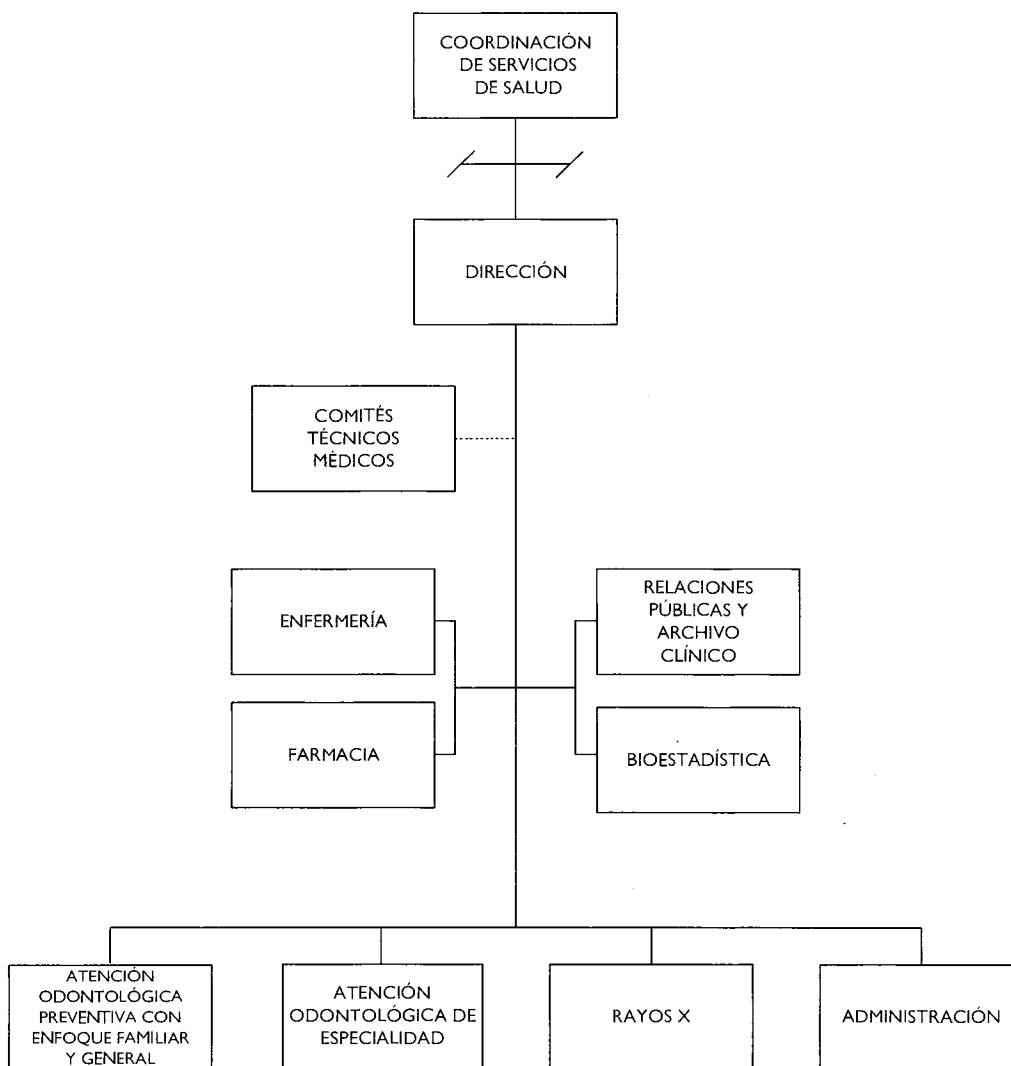 COORDINACIÓN
DE SERVICIOS
DE SALUD
DIRECCIÓN
COMITÉS
TÉCNICOS
MÉDICOS
ENFERMERÍA
RELACIONES
PÚBLICAS Y
ARCHIVO
CLÍNICO
FARMACIA
BIOESTADÍSTICA
ATENCIÓN
ODONTOLÓGICA
PREVENTIVA CON
ENFOQUE FAMILIAR
Y GENERAL
ATENCIÓN
ODONTOLÓGICA DE
ESPECIALIDAD
RAYOS X
ADMINISTRACIÓN